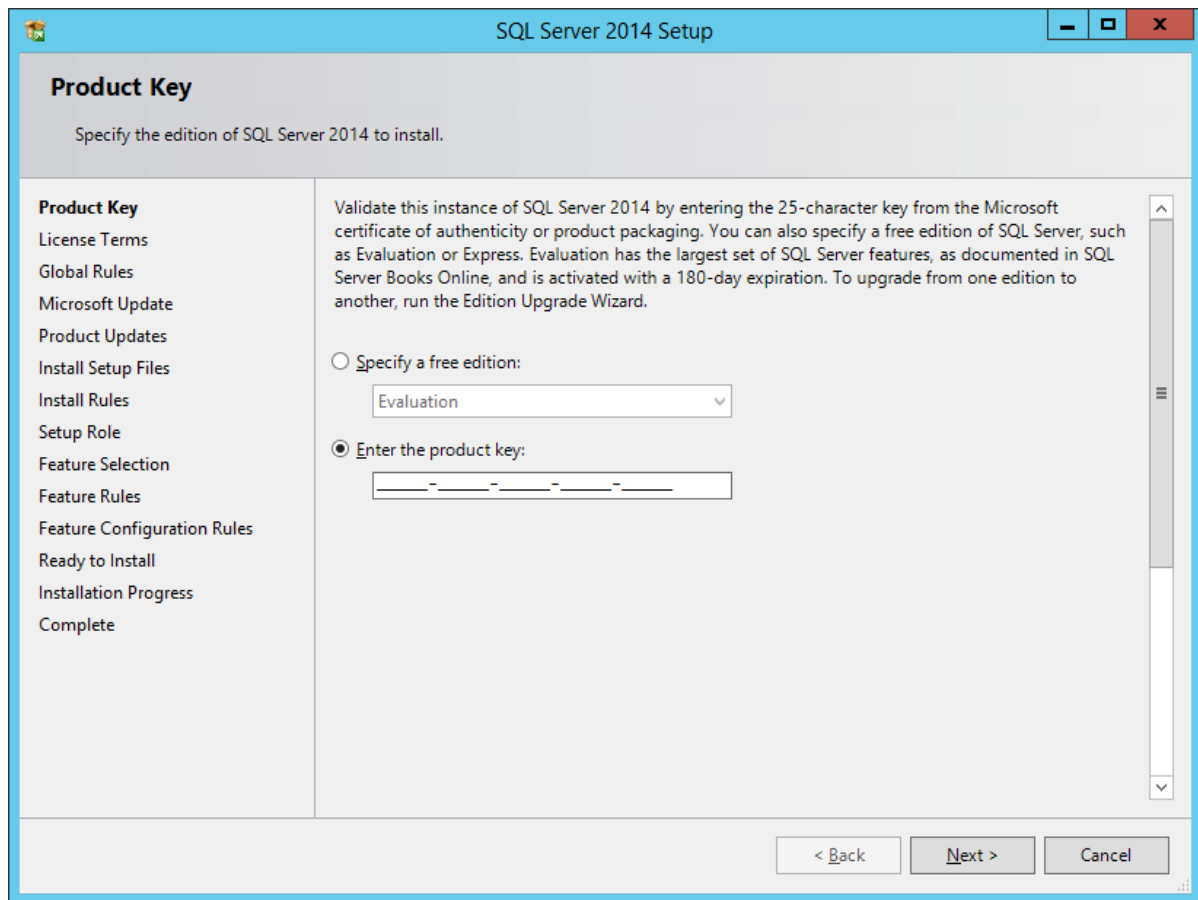 SQL Server 2014 Setup
Product Key
Specify the edition of SQL Server 2014 to install.
Product Key
License Terms
Global Rules
Microsoft Update
Product Updates
Install Setup Files
Install Rules
Setup Role
Feature Selection
Feature Rules
Feature Configuration Rules
Ready to Install
Installation Progress
Complete
Validate this instance of SQL Server 2014 by entering the 25-character key from the Microsoft
certificate of authenticity or product packaging. You can also specify a free edition of SQL Server, such
as Evaluation or Express. Evaluation has the largest set of SQL Server features, as documented in SQL
Server Books Online, and is activated with a 180-day expiration. To upgrade from one edition to
another, run the Edition Upgrade Wizard.
Specify a free edition:
Evaluation
Enter the product key:
_____-_____-_____-_____-_____
< Back
Next >
Cancel